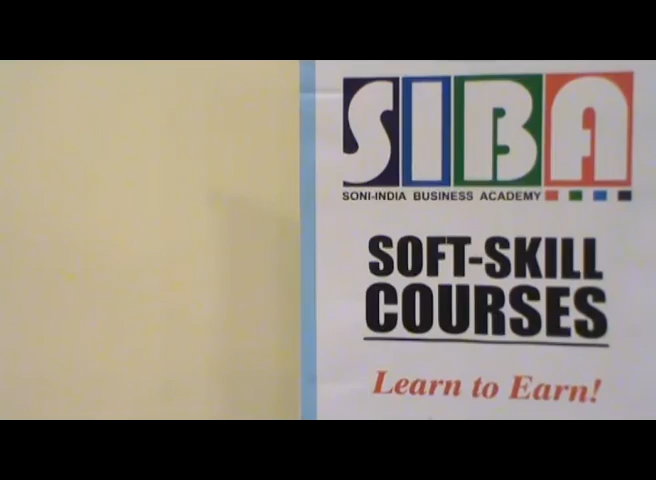 SIBA
SONI-INDIA BUSINESS ACADEMY
SOFT-SKILL
COURSES
Learn to Earn!